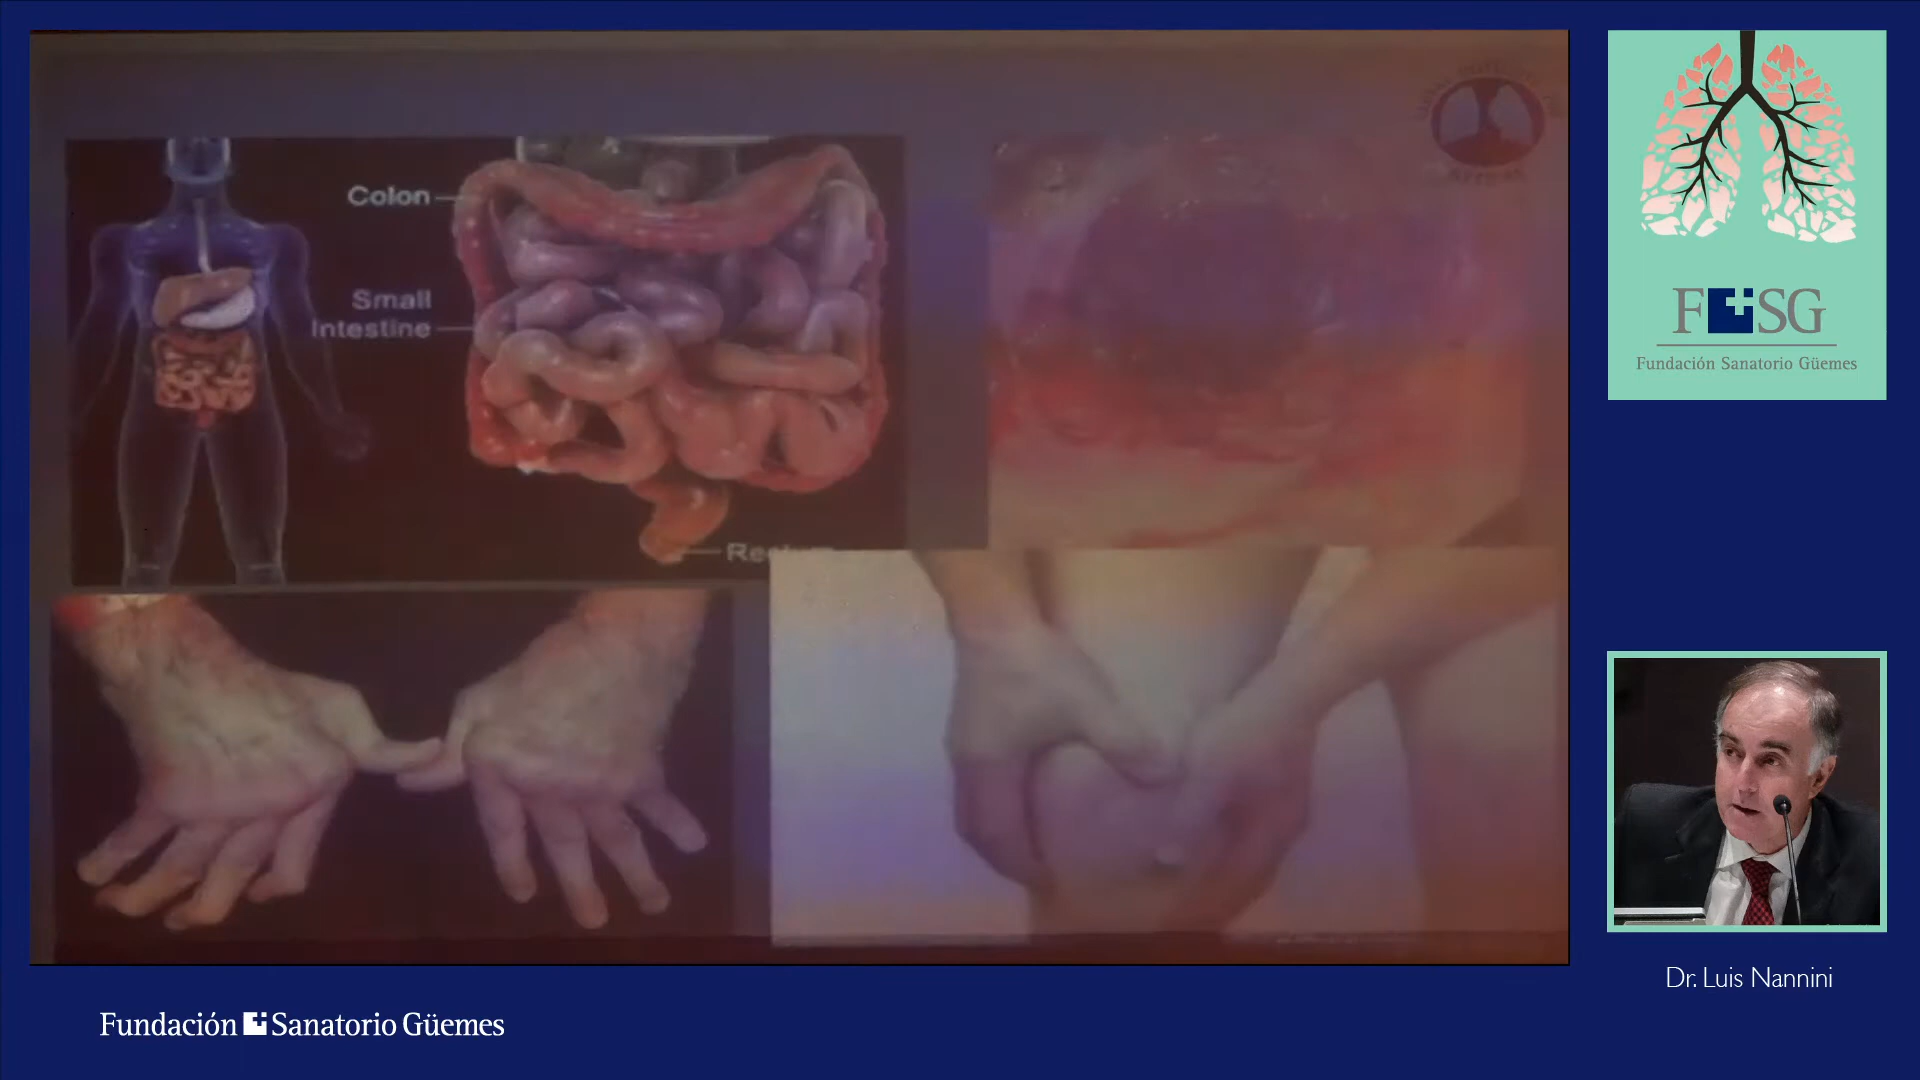 Colon
Small
Intestine
F SG
Fundación Sanatorio Güemes
Dr. Luis Nannini
Fundación Sanatorio Güemes